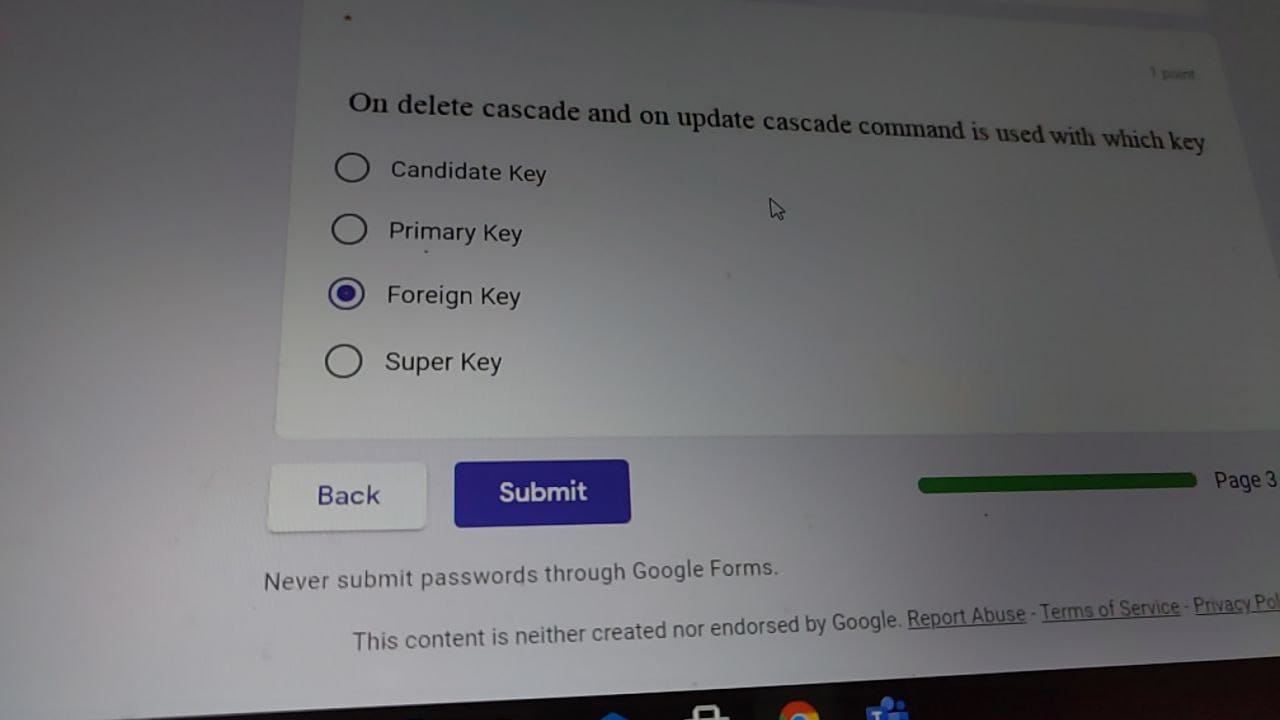 1 point
On delete cascade and on update cascade command is used with which key
Candidate Key
Primary Key
Foreign Key
Super Key
Back
Submit
Page 3
Never submit passwords through Google Forms.
This content is neither created nor endorsed by Google. Report Abuse - Terms of Service - Privacy Pol